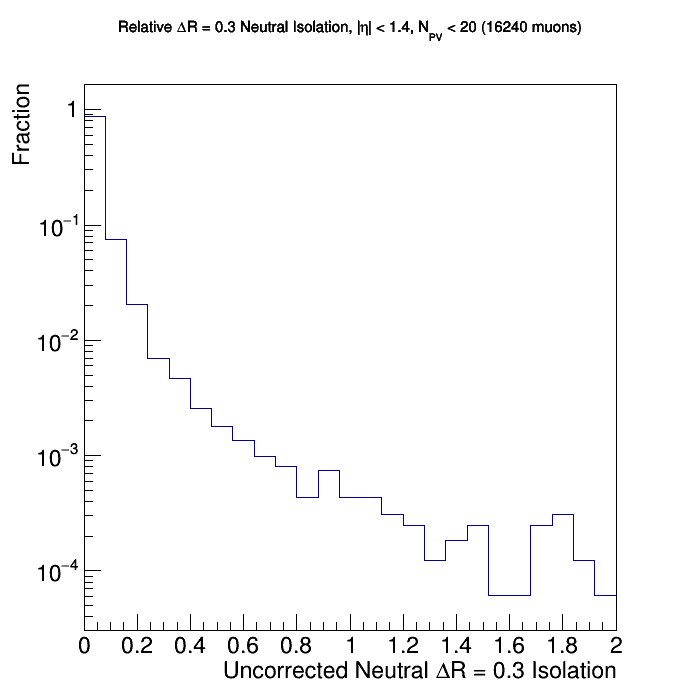 Relative ΔR = 0.3 Neutral Isolation, |η| < 1.4, N_PV < 20 (16240 muons)
Fraction
1
10⁻¹
10⁻²
10⁻³
10⁻⁴
0 0.2 0.4 0.6 0.8 1 1.2 1.4 1.6 1.8 2
Uncorrected Neutral ΔR = 0.3 Isolation